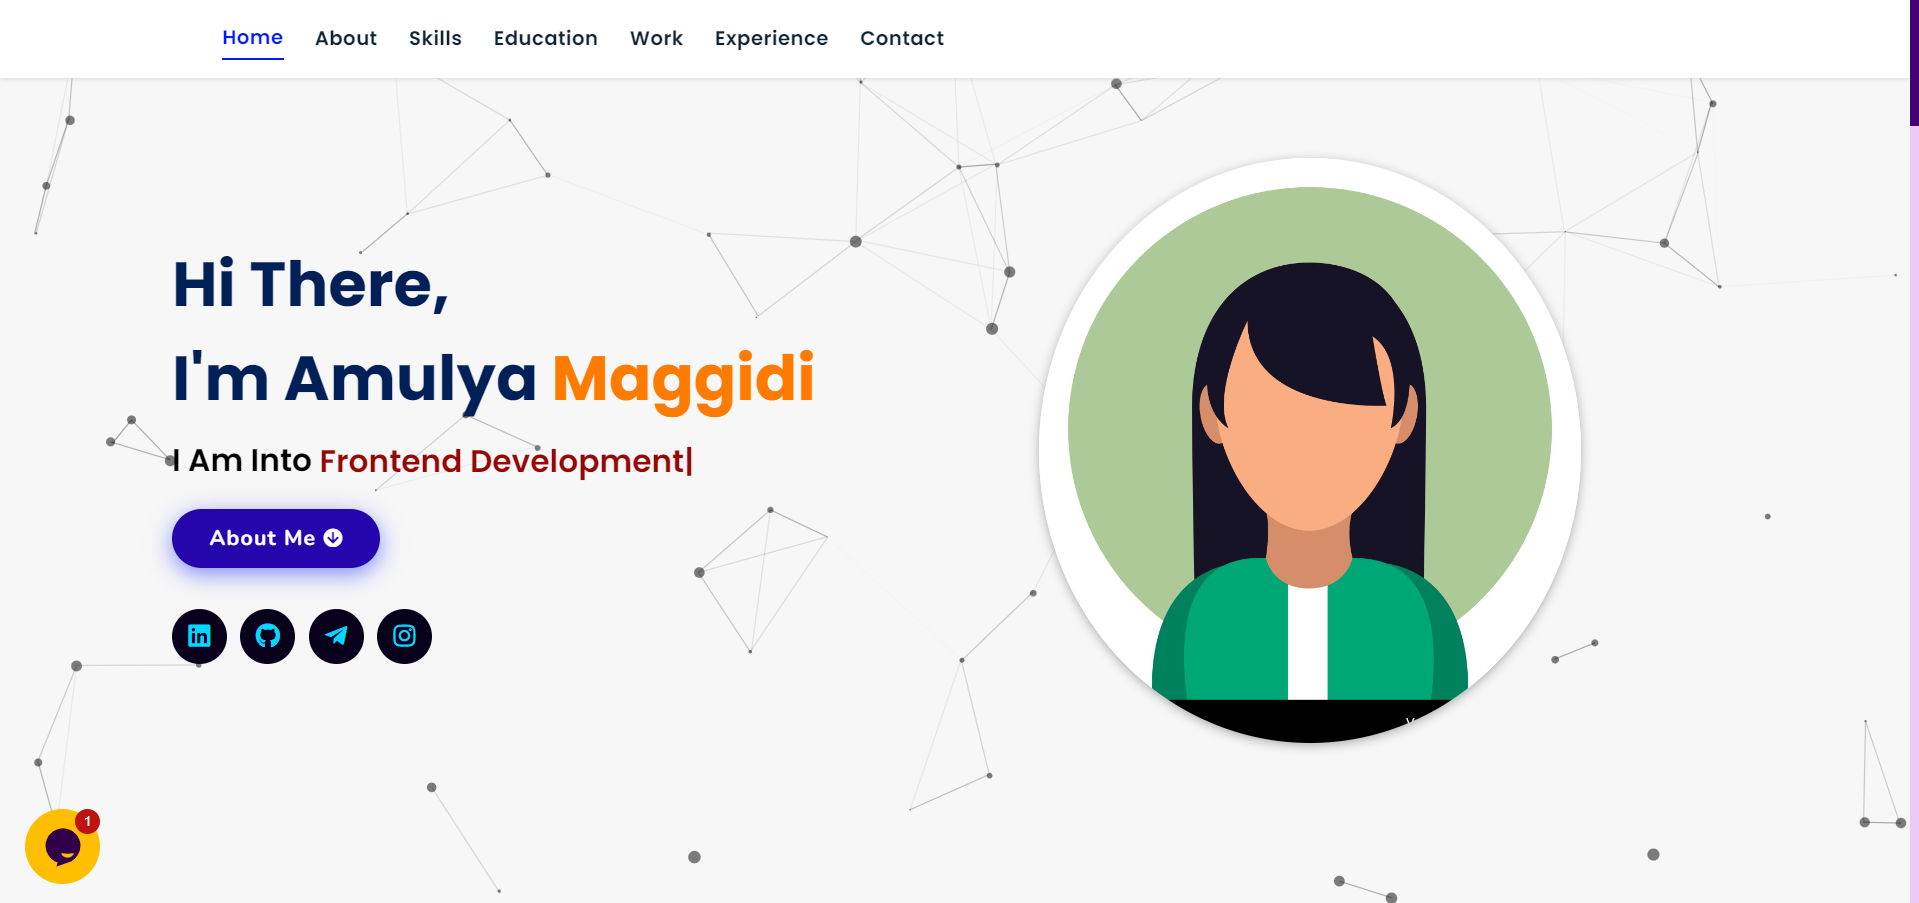 Home About Skills Education Work Experience Contact
Hi There,
I'm Amulya Maggidi
I Am Into Frontend Development|
About Me
1